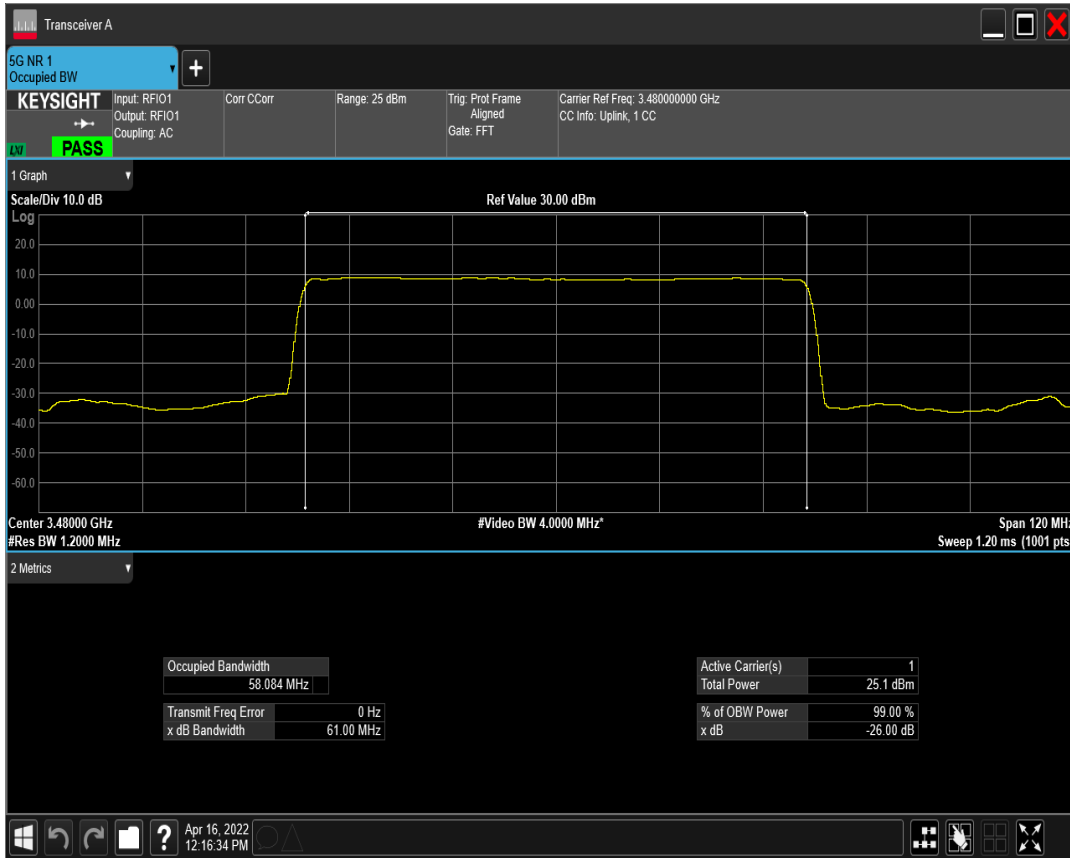 Transceiver A
5G NR 1
Occupied BW
+
KEYSIGHT
LXI
PASS
Input: RFIO1
Output: RFIO1
Coupling: AC
Corr CCorr
Range: 25 dBm
Trig: Prot Frame
Aligned
Gate: FFT
Carrier Ref Freq: 3.480000000 GHz
CC Info: Uplink, 1 CC
1 Graph
Scale/Div 10.0 dB
Ref Value 30.00 dBm
Log
20.0
10.0
0.00
-10.0
-20.0
-30.0
-40.0
-50.0
-60.0
Center 3.48000 GHz
#Video BW 4.0000 MHz*
Span 120 MHz
#Res BW 1.2000 MHz
Sweep 1.20 ms (1001 pts
2 Metrics
Occupied Bandwidth
58.084 MHz
Transmit Freq Error 0 Hz
x dB Bandwidth 61.00 MHz
Active Carrier(s) 1
Total Power 25.1 dBm
% of OBW Power 99.00 %
x dB -26.00 dB
?
Apr 16, 2022
12:16:34 PM